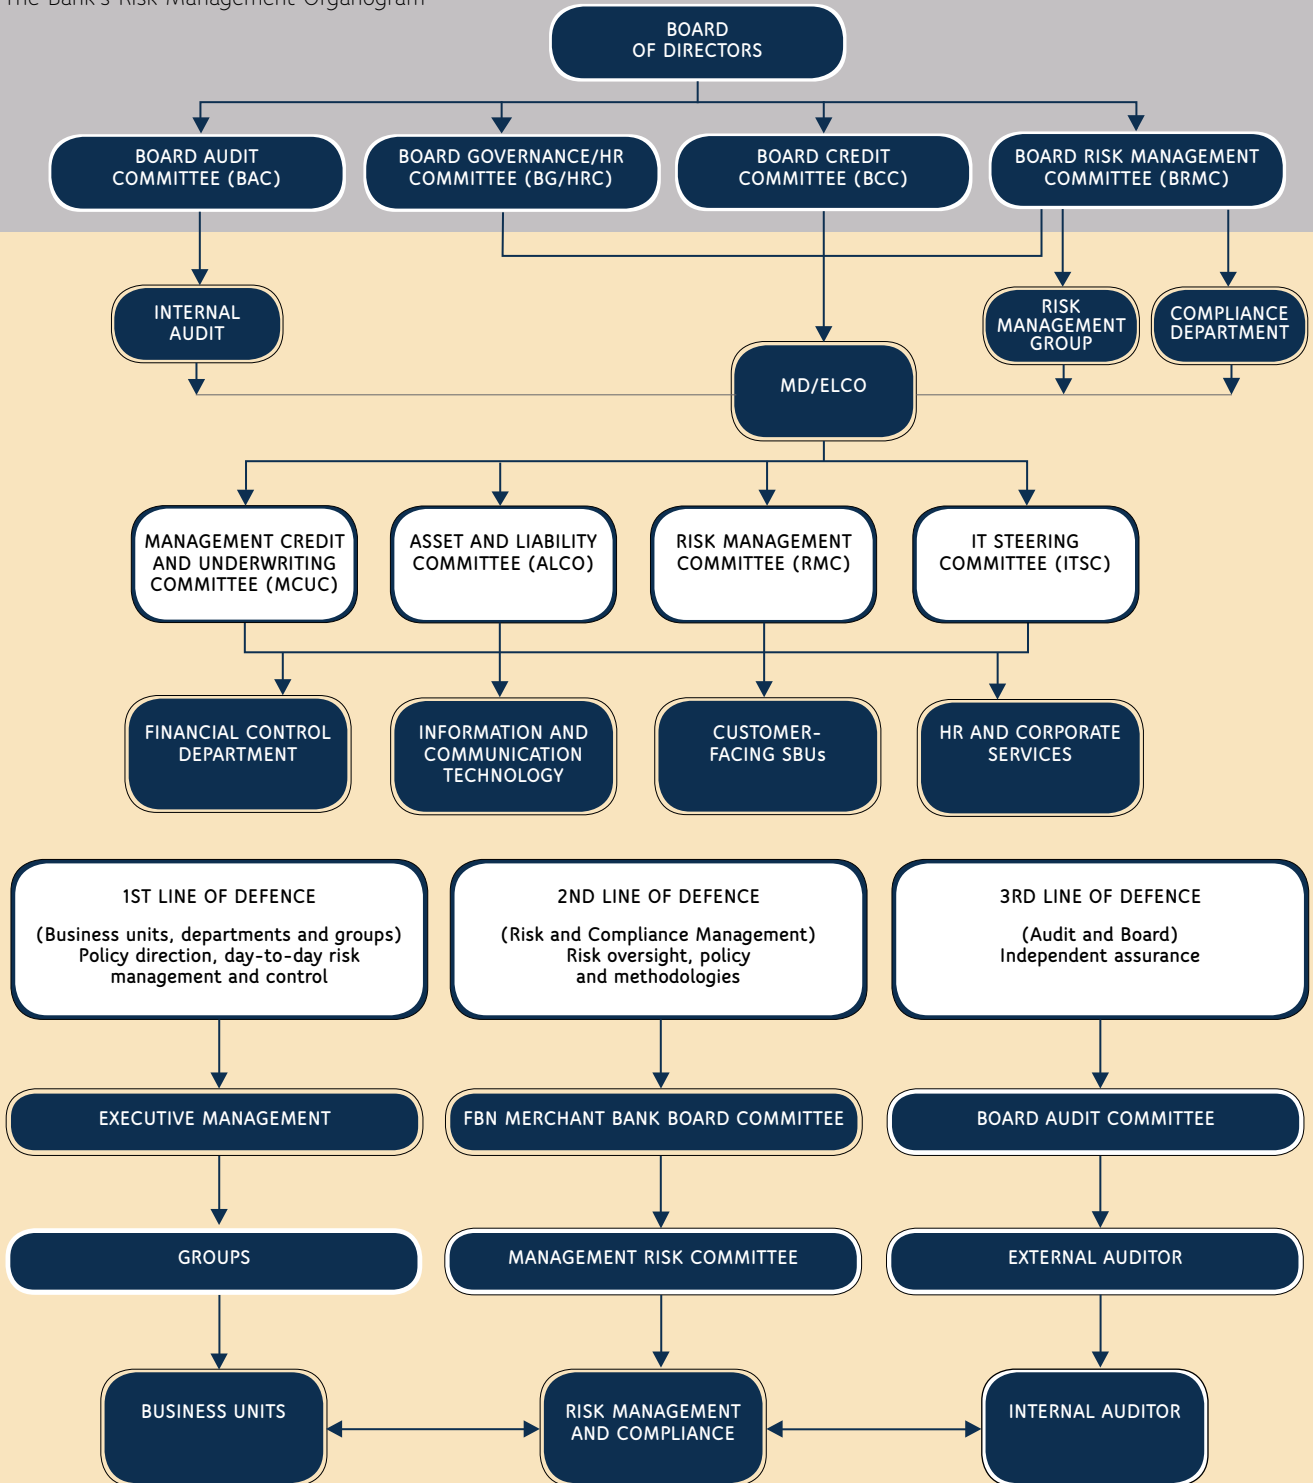 The Bank's Risk Management Organogram
BOARD
OF DIRECTORS
BOARD AUDIT
COMMITTEE (BAC)
BOARD GOVERNANCE/HR
COMMITTEE (BG/HRC)
BOARD CREDIT
COMMITTEE (BCC)
BOARD RISK MANAGEMENT
COMMITTEE (BRMC)
INTERNAL
AUDIT
RISK
MANAGEMENT
GROUP
COMPLIANCE
DEPARTMENT
MD/ELCO
MANAGEMENT CREDIT
AND UNDERWRITING
COMMITTEE (MCUC)
ASSET AND LIABILITY
COMMITTEE (ALCO)
RISK MANAGEMENT
COMMITTEE (RMC)
IT STEERING
COMMITTEE (ITSC)
FINANCIAL CONTROL
DEPARTMENT
INFORMATION AND
COMMUNICATION
TECHNOLOGY
CUSTOMER-
FACING SBUs
HR AND CORPORATE
SERVICES
1ST LINE OF DEFENCE
(Business units, departments and groups)
Policy direction, day-to-day risk
management and control
2ND LINE OF DEFENCE
(Risk and Compliance Management)
Risk oversight, policy
and methodologies
3RD LINE OF DEFENCE
(Audit and Board)
Independent assurance
EXECUTIVE MANAGEMENT
FBN MERCHANT BANK BOARD COMMITTEE
BOARD AUDIT COMMITTEE
GROUPS
MANAGEMENT RISK COMMITTEE
EXTERNAL AUDITOR
BUSINESS UNITS
RISK MANAGEMENT
AND COMPLIANCE
INTERNAL AUDITOR